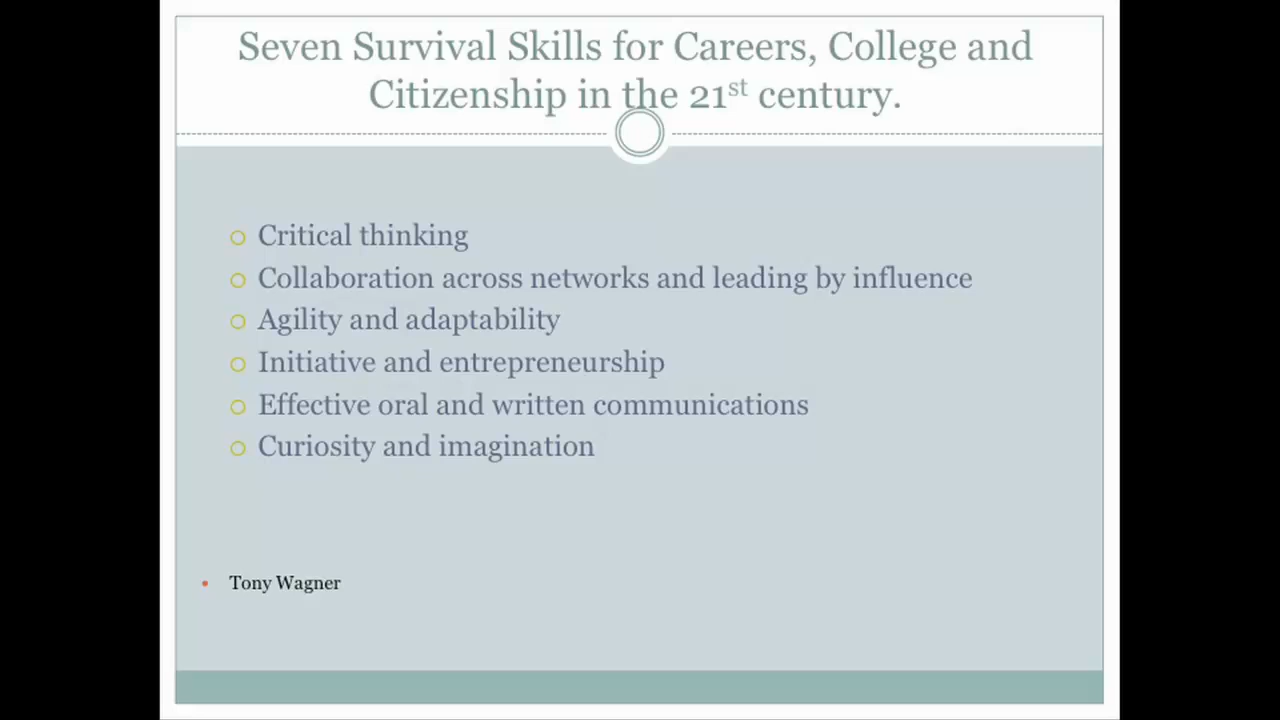 Seven Survival Skills for Careers, College and
Citizenship in the 21st century.
Critical thinking
Collaboration across networks and leading by influence
Agility and adaptability
Initiative and entrepreneurship
Effective oral and written communications
Curiosity and imagination
Tony Wagner